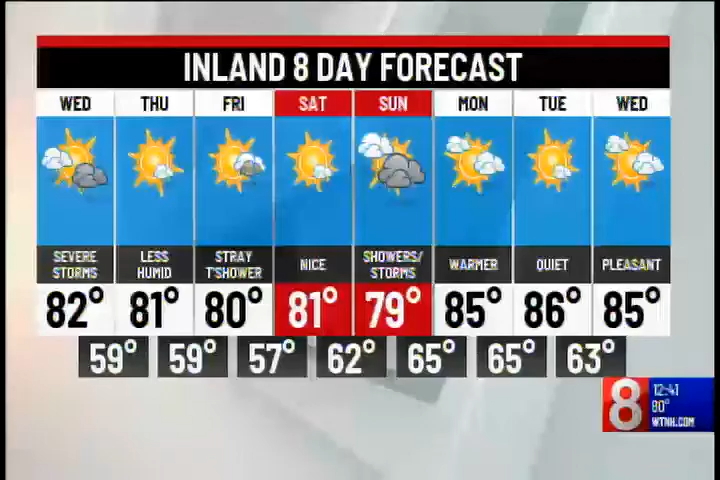 INLAND 8 DAY FORECAST
WED THU FRI SAT SUN MON TUE WED
SEVERE STORMS
LESS HUMID
STRAY T'SHOWER
NICE
SHOWERS/ STORMS
WARMER
QUIET
PLEASANT
82° 81° 80° 81° 79° 85° 86° 85°
59° 59° 57° 62° 65° 65° 63°
8
12:41
80°
WTNH.COM